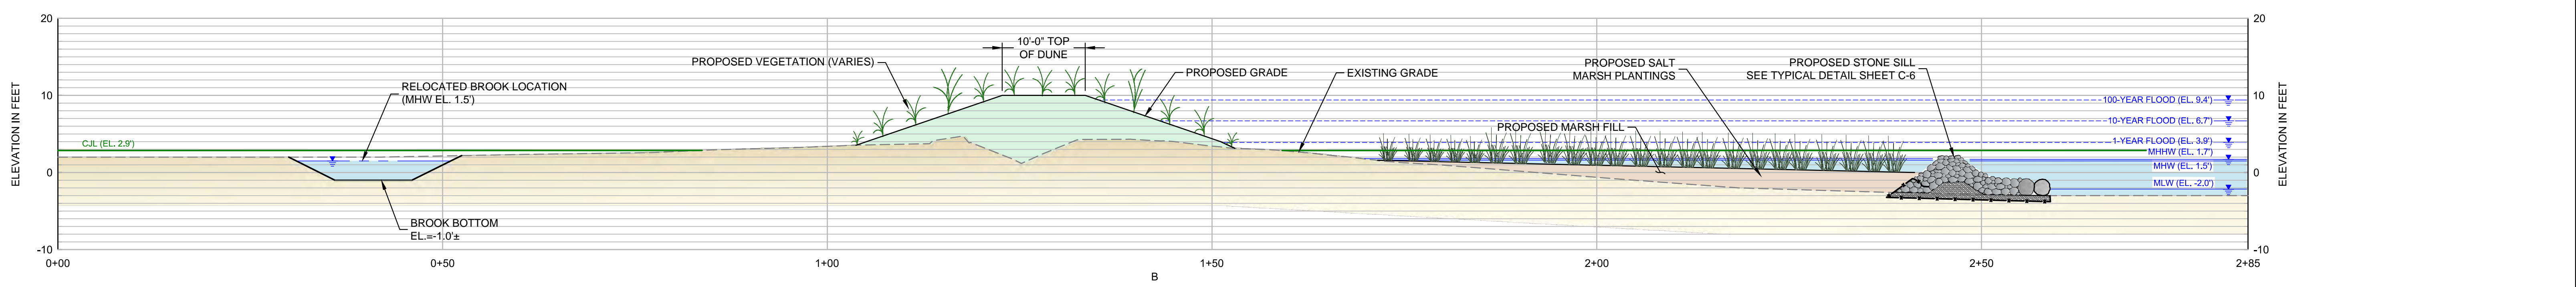 20
10
0
-10
ELEVATION IN FEET
CJL (EL. 2.9')
RELOCATED BROOK LOCATION
(MHW EL. 1.5')
BROOK BOTTOM
EL.=-1.0'±
PROPOSED VEGETATION (VARIES)
10'-0" TOP
OF DUNE
PROPOSED GRADE
EXISTING GRADE
PROPOSED MARSH FILL
PROPOSED SALT
MARSH PLANTINGS
PROPOSED STONE SILL
SEE TYPICAL DETAIL SHEET C-6
100-YEAR FLOOD (EL. 9.4')
10-YEAR FLOOD (EL. 6.7')
1-YEAR FLOOD (EL. 3.9')
MHHW (EL. 1.7')
MHW (EL. 1.5')
MLW (EL. -2.0')
20
10
0
-10
ELEVATION IN FEET
0+00
0+50
1+00
1+50
2+00
2+50
2+85
B